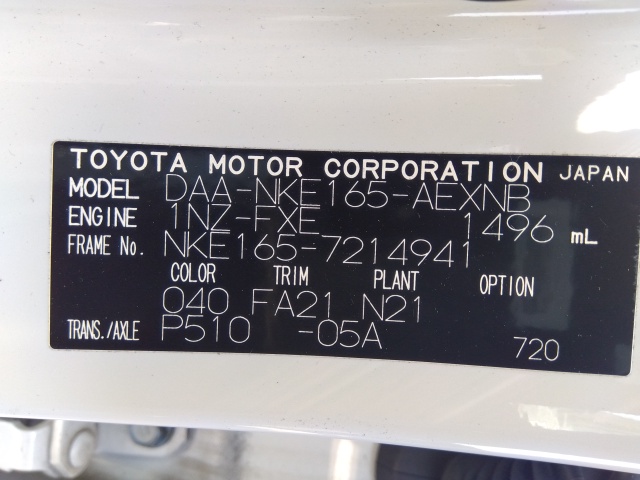 TOYOTA MOTOR CORPORATION JAPAN
MODEL DAA-NKE165-AEXNB
ENGINE 1NZ-FXE 1496 mL
FRAME No. NKE165-7214941
COLOR TRIM PLANT OPTION
040 FA21 N21
TRANS./AXLE P510 -05A 720